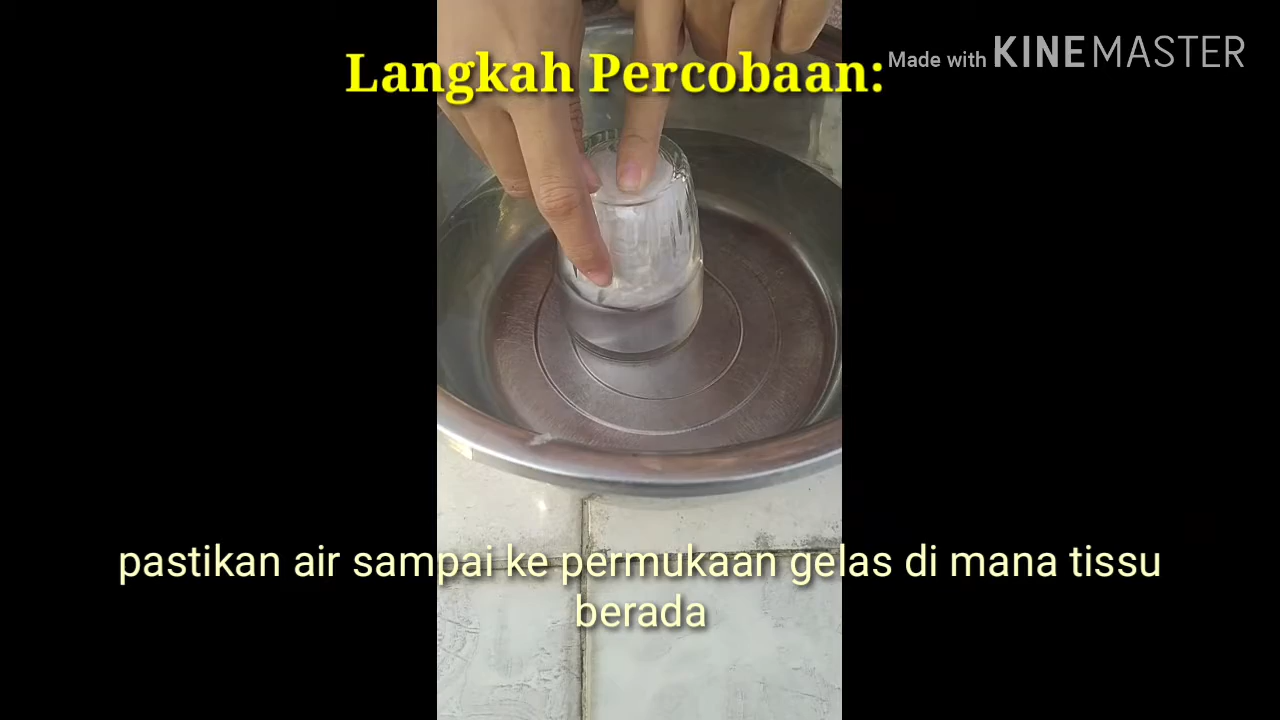 Langkah Percobaan:
Made with KINEMASTER
pastikan air sampai ke permukaan gelas di mana tissu
berada